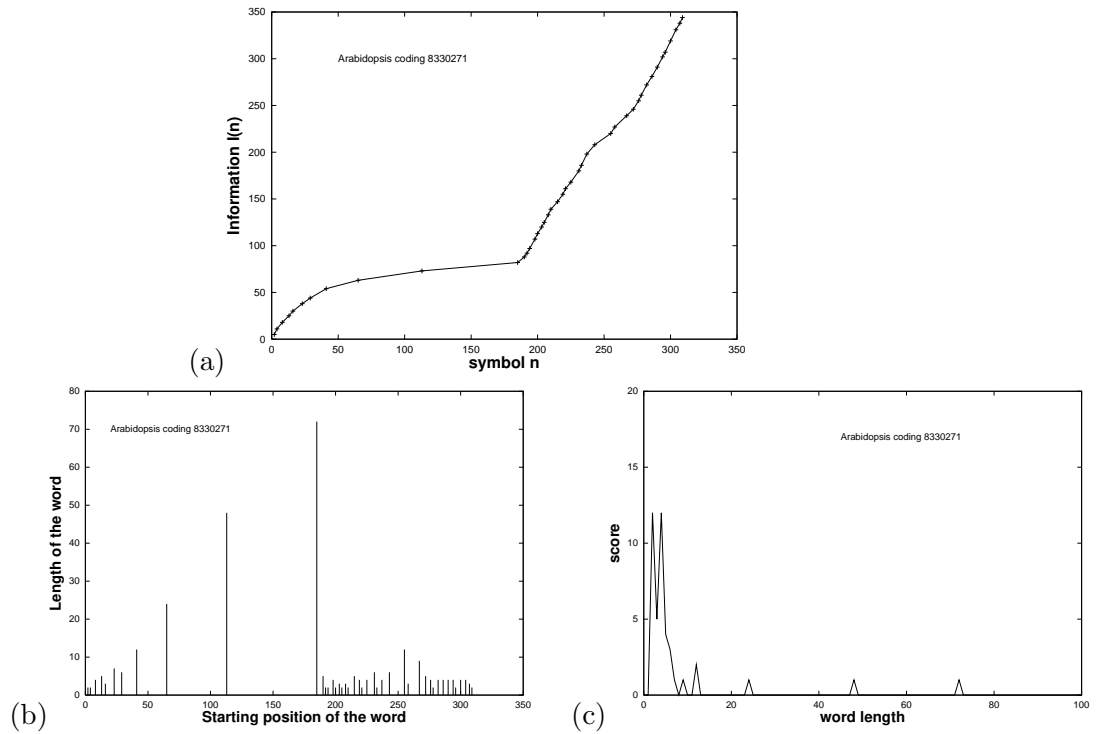 350
300
250
200
150
100
50
0
Information I(n)
Arabidopsis coding 8330271
0 50 100 150 200 250 300 350
symbol n
(a)
80
70
60
50
40
30
20
10
0
Length of the word
Arabidopsis coding 8330271
0 50 100 150 200 250 300 350
Starting position of the word
(b)
20
15
10
5
0
score
Arabidopsis coding 8330271
0 20 40 60 80 100
word length
(c)